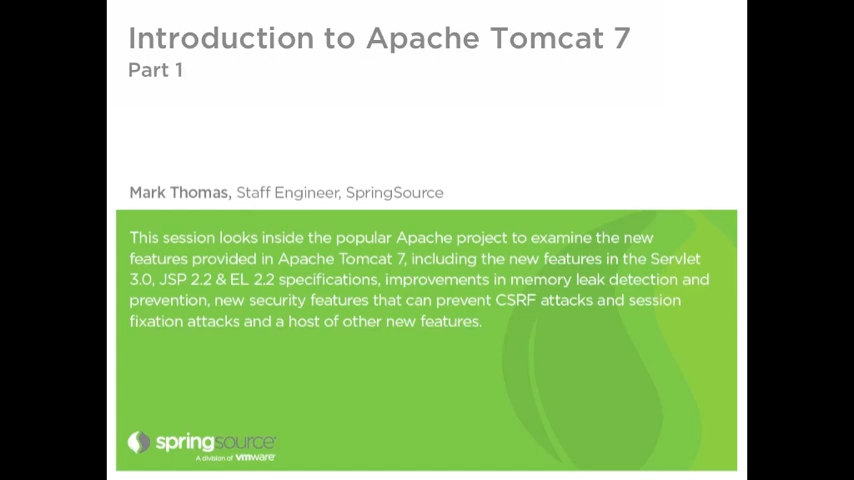 Introduction to Apache Tomcat 7
Part 1
Mark Thomas, Staff Engineer, SpringSource
This session looks inside the popular Apache project to examine the new
features provided in Apache Tomcat 7, including the new features in the Servlet
3.0, JSP 2.2 & EL 2.2 specifications, improvements in memory leak detection and
prevention, new security features that can prevent CSRF attacks and session
fixation attacks and a host of other new features.
springsource
A division of vmware